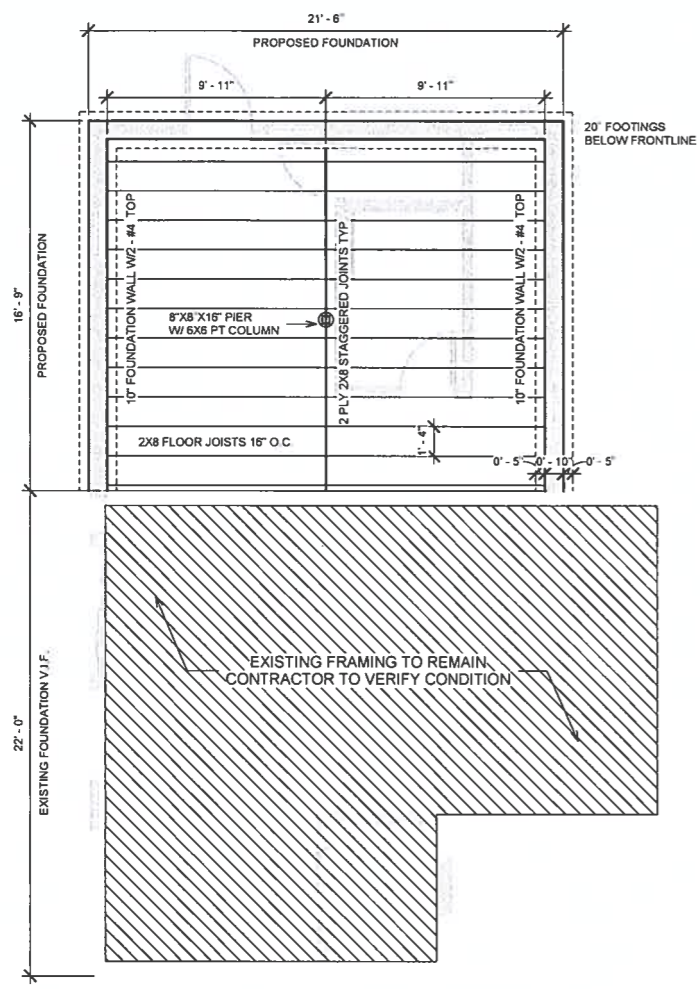 21' - 6"
PROPOSED FOUNDATION
9' - 11"
9' - 11"
20" FOOTINGS
BELOW FRONTLINE
16' - 9"
PROPOSED FOUNDATION
10" FOUNDATION WALL W/2 - #4 TOP
2 PLY 2X8 STAGGERED JOINTS TYP
10" FOUNDATION WALL W/2 - #4 TOP
8"X8"X16" PIER
W/ 6X6 PT COLUMN
2X8 FLOOR JOISTS 16" O.C.
1' - 4"
0' - 5"
0' - 10"
0' - 5"
EXISTING FRAMING TO REMAIN
CONTRACTOR TO VERIFY CONDITION
22' - 0"
EXISTING FOUNDATION V.I.F.